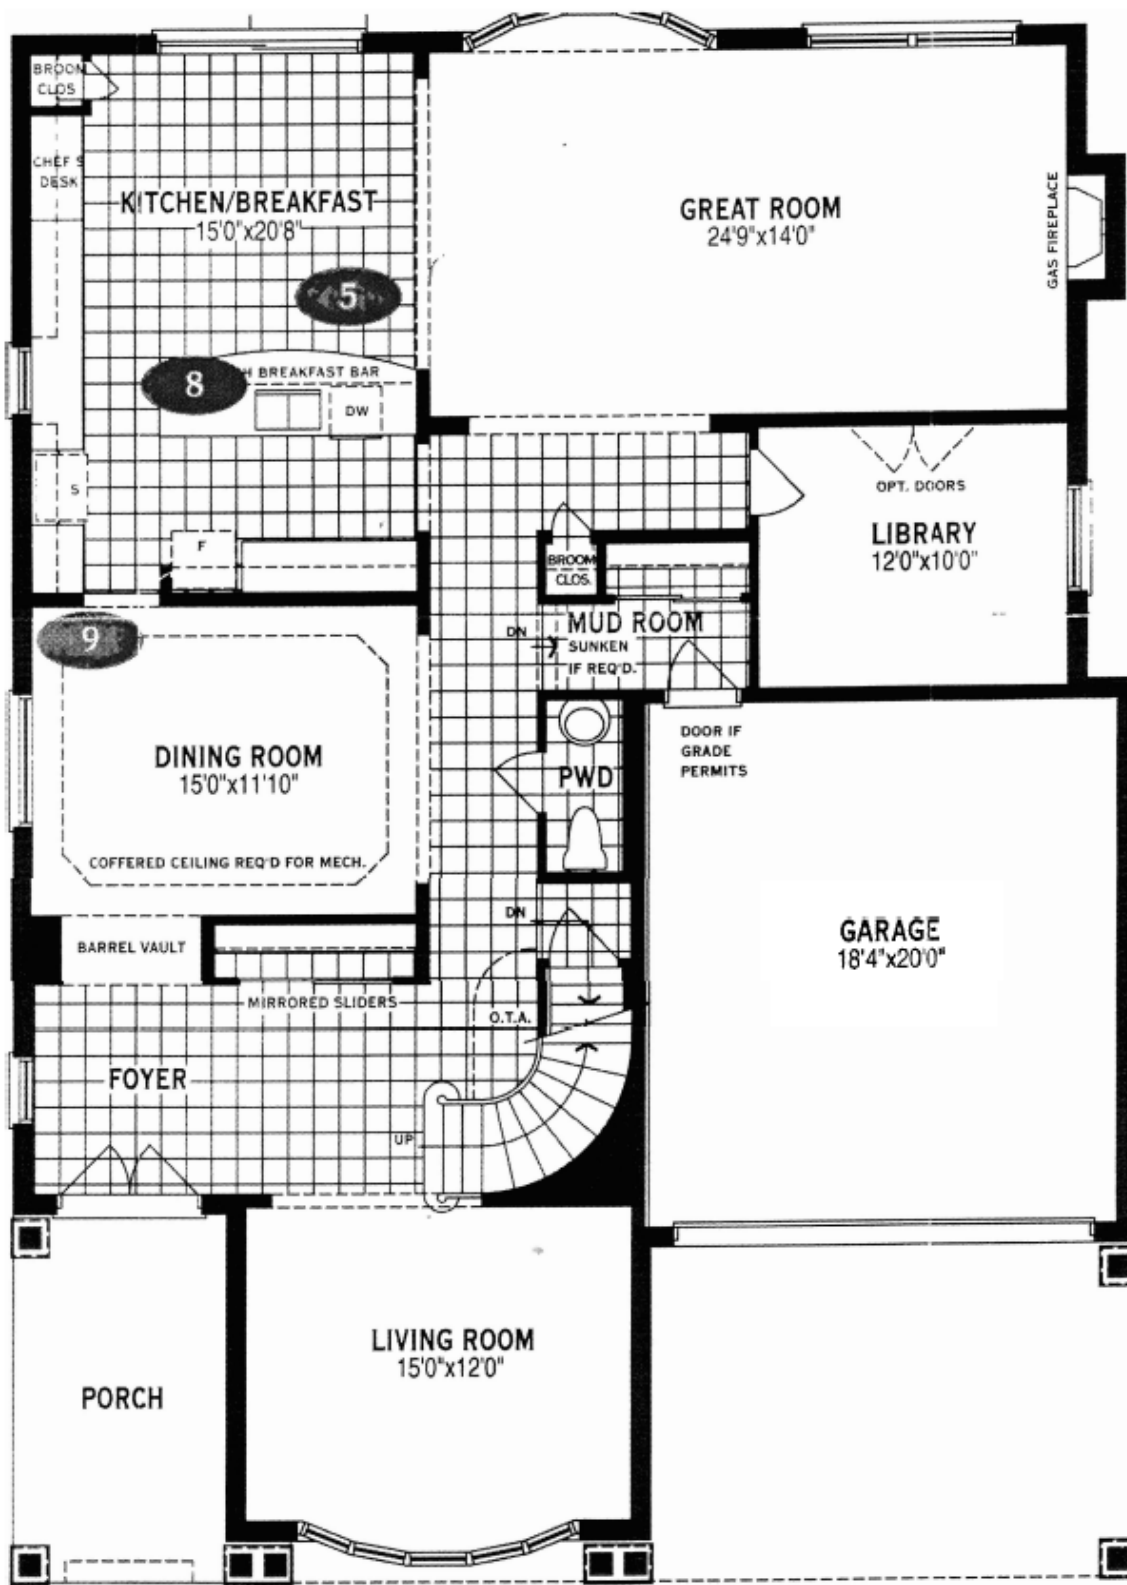 BROOM
CLOS
CHEF'S
DESK
KITCHEN/BREAKFAST
15'0"x20'8"
5
8
H BREAKFAST BAR
DW
S
F
GREAT ROOM
24'9"x14'0"
GAS FIREPLACE
OPT. DOORS
LIBRARY
12'0"x10'0"
BROOM
CLOS.
DN
MUD ROOM
SUNKEN
IF REQ'D.
9
DINING ROOM
15'0"x11'10"
COFFERED CEILING REQ'D FOR MECH.
PWD
DOOR IF
GRADE
PERMITS
BARREL VAULT
DN
GARAGE
18'4"x20'0"
MIRRORED SLIDERS
O.T.A.
FOYER
UP
LIVING ROOM
15'0"x12'0"
PORCH